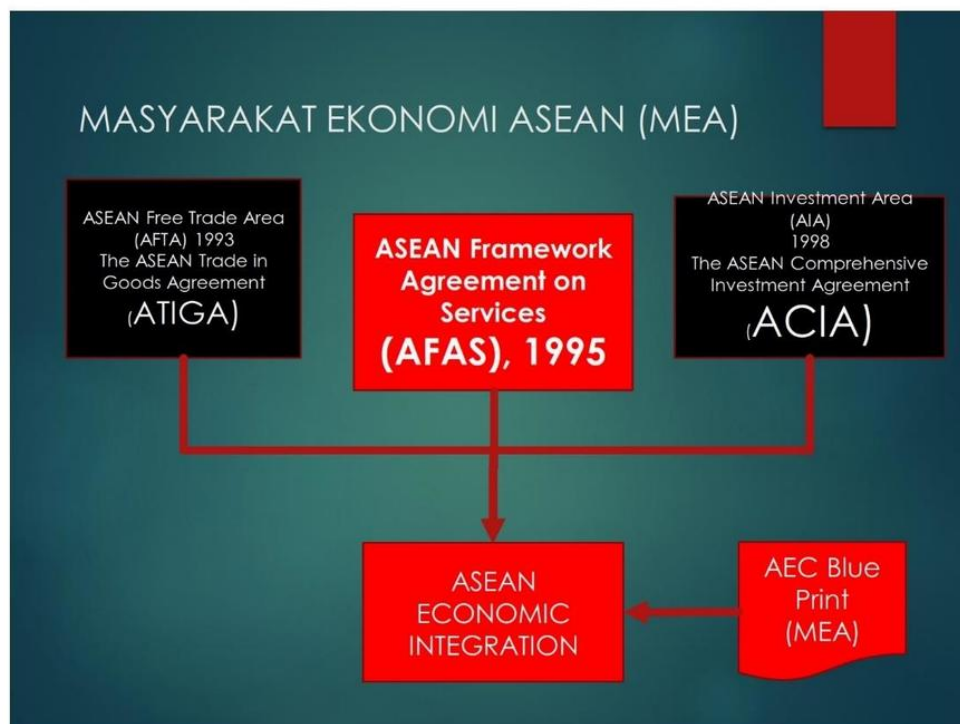 MASYARAKAT EKONOMI ASEAN (MEA)
ASEAN Free Trade Area
(AFTA) 1993
The ASEAN Trade in
Goods Agreement
(ATIGA)
ASEAN Framework
Agreement on
Services
(AFAS), 1995
ASEAN Investment Area
(AIA)
1998
The ASEAN Comprehensive
Investment Agreement
(ACIA)
ASEAN
ECONOMIC
INTEGRATION
AEC Blue
Print
(MEA)